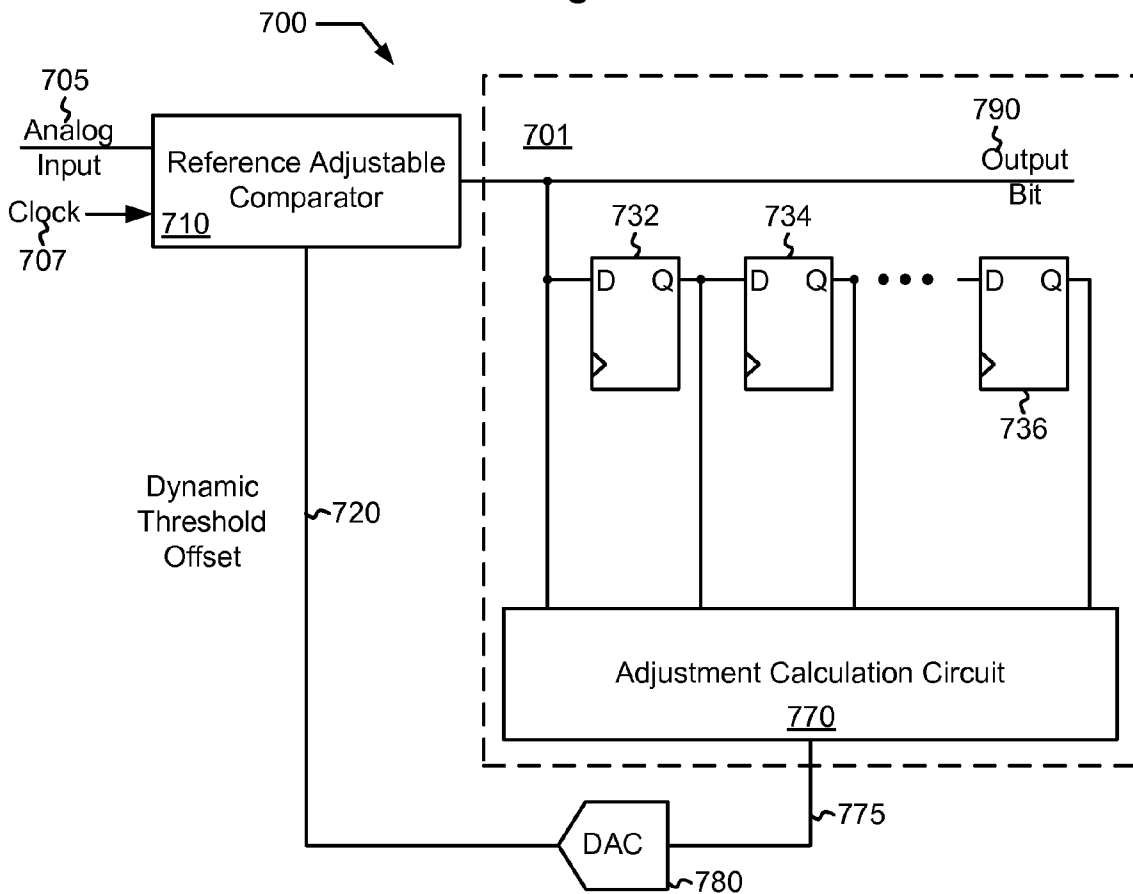 700
705
Analog
Input
Clock
707
Reference Adjustable
Comparator
710
701
790
Output
Bit
732
734
D Q
D Q
D Q
736
Dynamic
Threshold
Offset
720
Adjustment Calculation Circuit
770
775
DAC
780